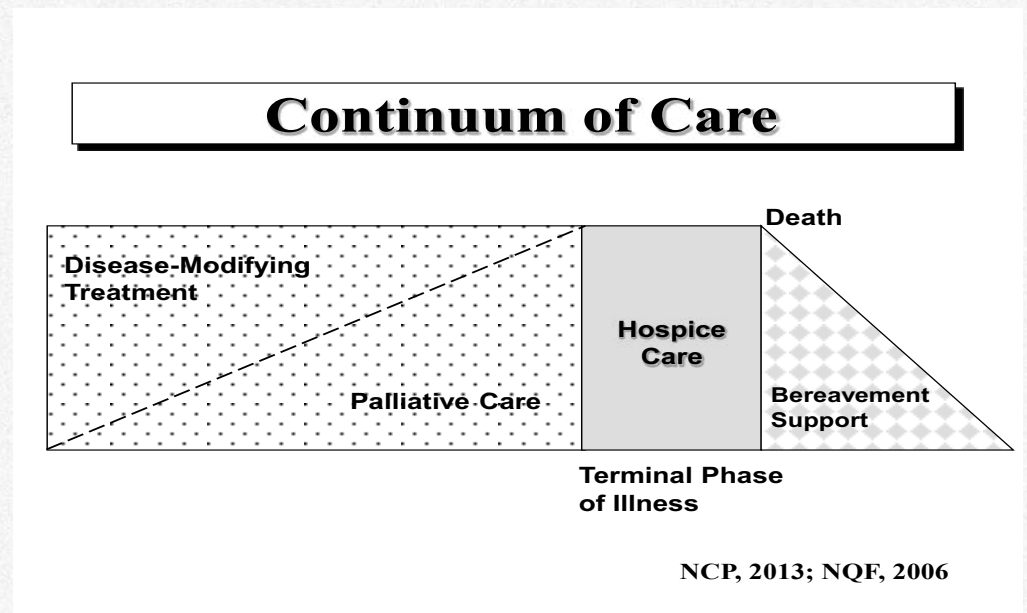 Continuum of Care
Death
Disease-Modifying
Treatment
Hospice
Care
Palliative Care
Bereavement
Support
Terminal Phase
of Illness
NCP, 2013; NQF, 2006